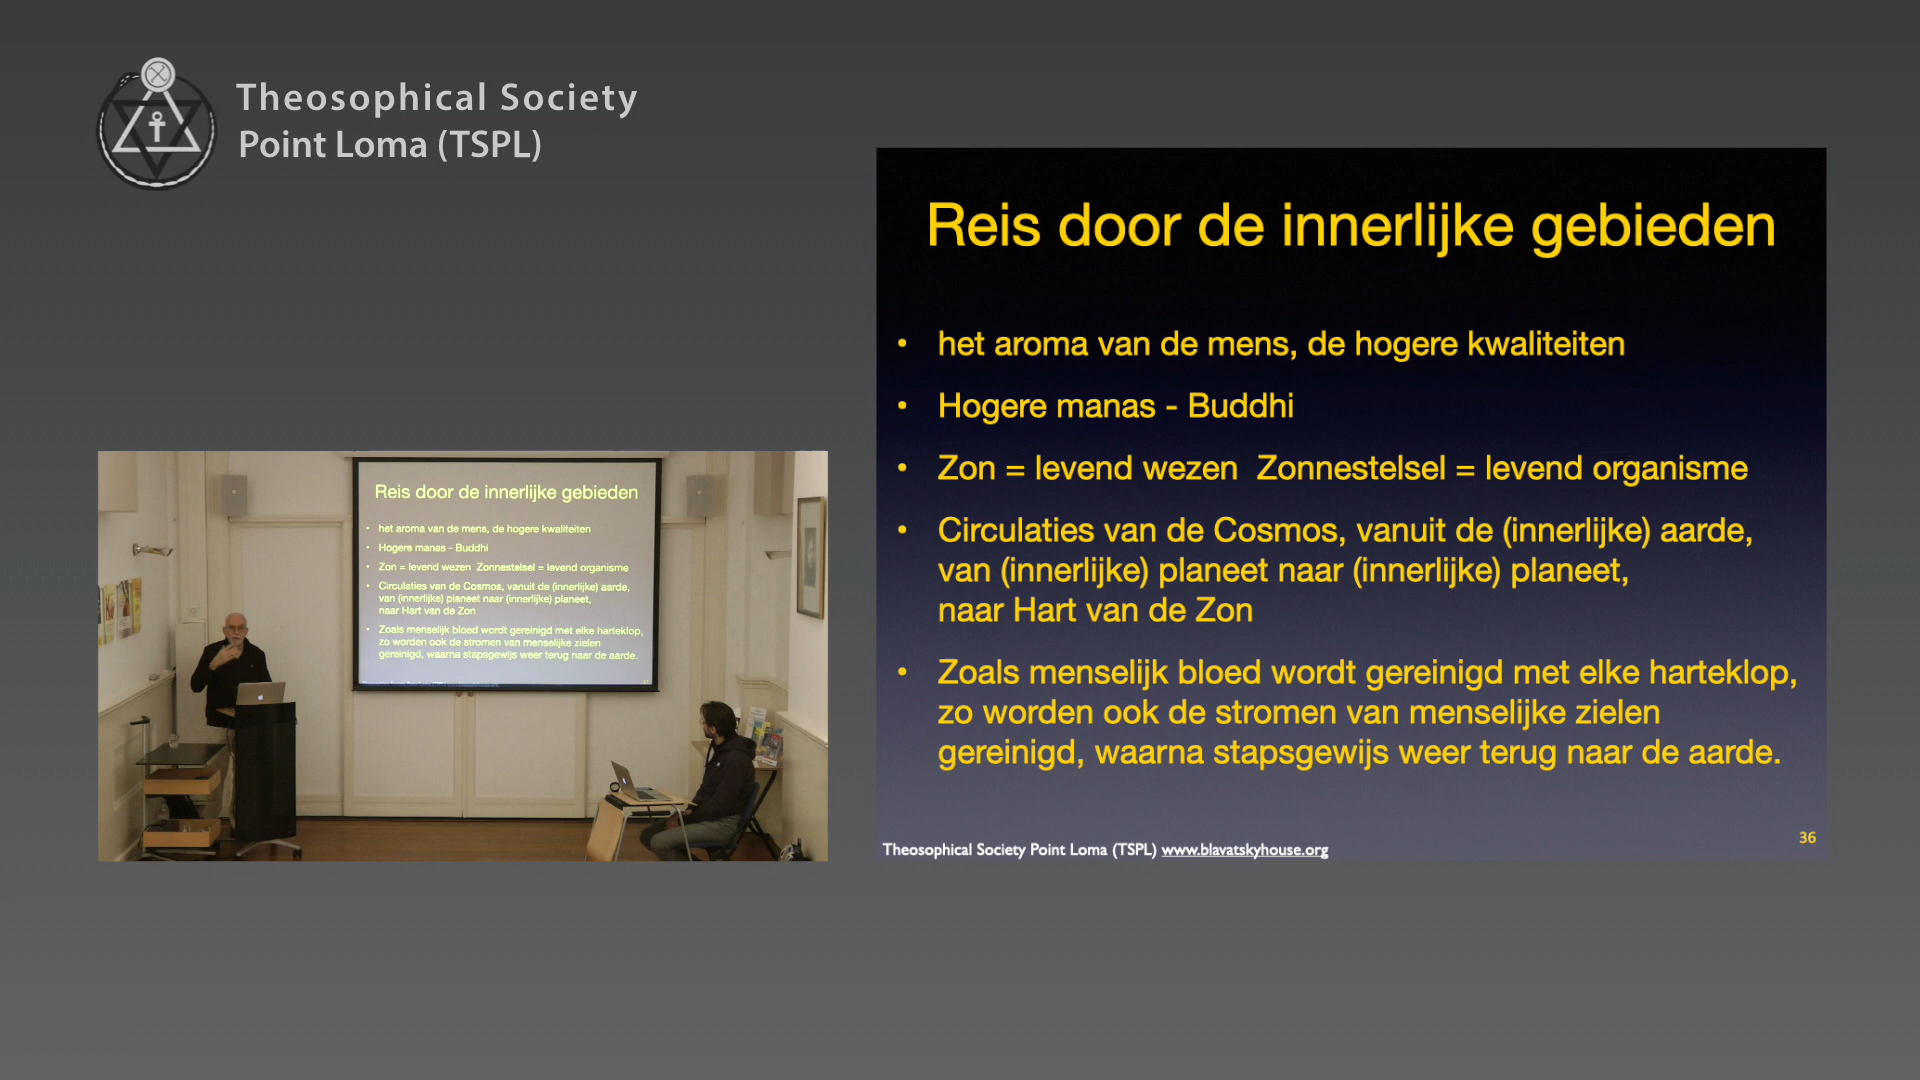 Theosophical Society
Point Loma (TSPL)
Reis door de innerlijke gebieden
• het aroma van de mens, de hogere kwaliteiten
• Hogere manas - Buddhi
• Zon = levend wezen Zonnestelsel = levend organisme
• Circulaties van de Cosmos, vanuit de (innerlijke) aarde,
van (innerlijke) planeet naar (innerlijke) planeet,
naar Hart van de Zon
• Zoals menselijk bloed wordt gereinigd met elke harteklop,
zo worden ook de stromen van menselijke zielen
gereinigd, waarna stapsgewijs weer terug naar de aarde.
Theosophical Society Point Loma (TSPL) www.blavatskyhouse.org
36
Reis door de innerlijke gebieden
• het aroma van de mens, de hogere kwaliteiten
• Hogere manas - Buddhi
• Zon = levend wezen Zonnestelsel = levend organisme
• Circulaties van de Cosmos, vanuit de (innerlijke) aarde,
van (innerlijke) planeet naar (innerlijke) planeet,
naar Hart van de Zon
• Zoals menselijk bloed wordt gereinigd met elke harteklop,
zo worden ook de stromen van menselijke zielen
gereinigd, waarna stapsgewijs weer terug naar de aarde.